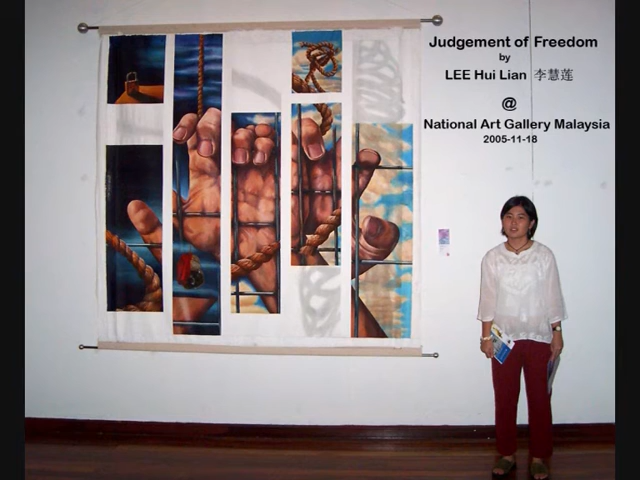 Judgement of Freedom
by
LEE Hui Lian 李慧莲
@
National Art Gallery Malaysia
2005-11-18